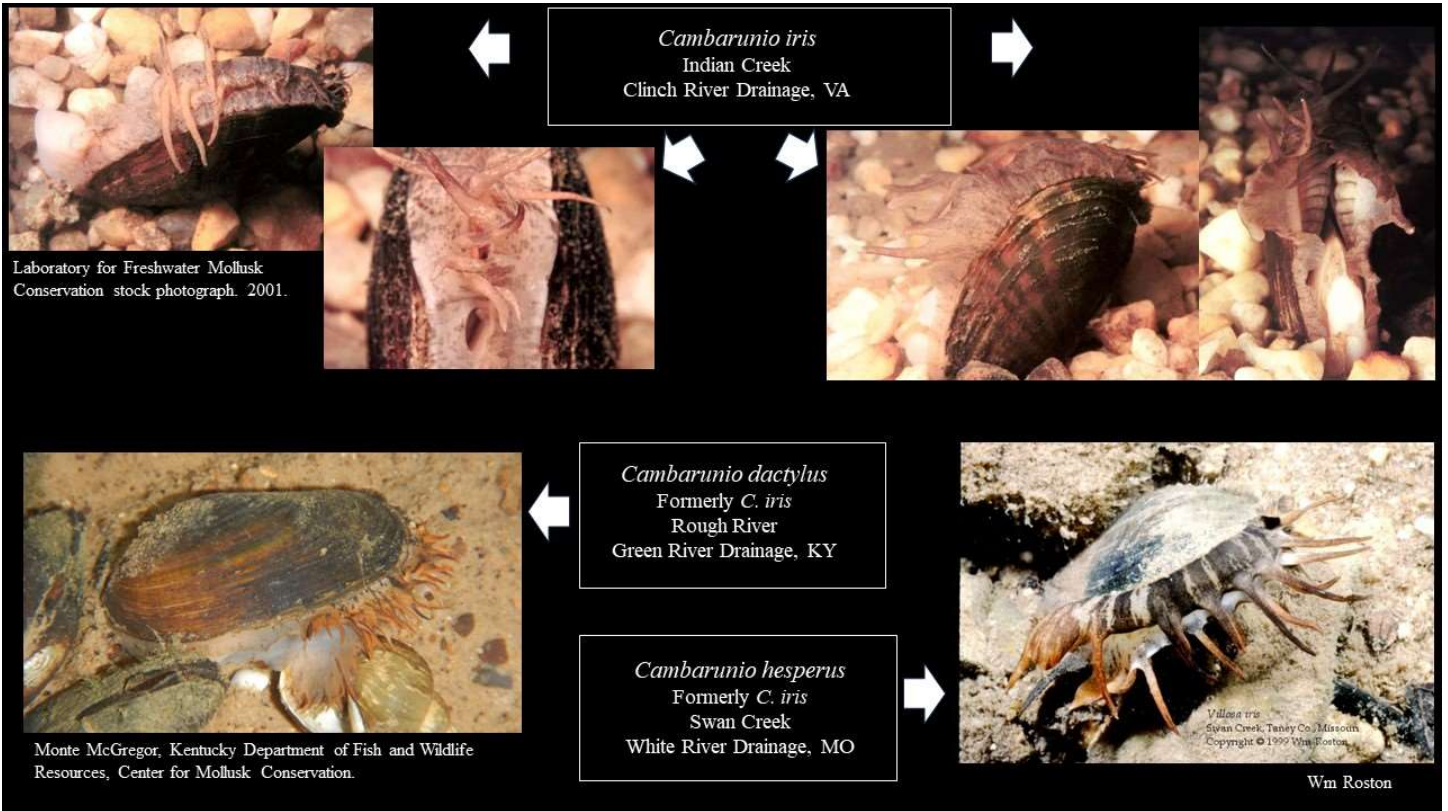 Cambarunio iris
Indian Creek
Clinch River Drainage, VA
Laboratory for Freshwater Mollusk
Conservation stock photograph. 2001.
Cambarunio dactylus
Formerly C. iris
Rough River
Green River Drainage, KY
Cambarunio hesperus
Formerly C. iris
Swan Creek
White River Drainage, MO
Monte McGregor, Kentucky Department of Fish and Wildlife
Resources, Center for Mollusk Conservation.
Villosa iris
Swan Creek, Taney Co., Missouri
Copyright © 1999 Wm Roston
Wm Roston